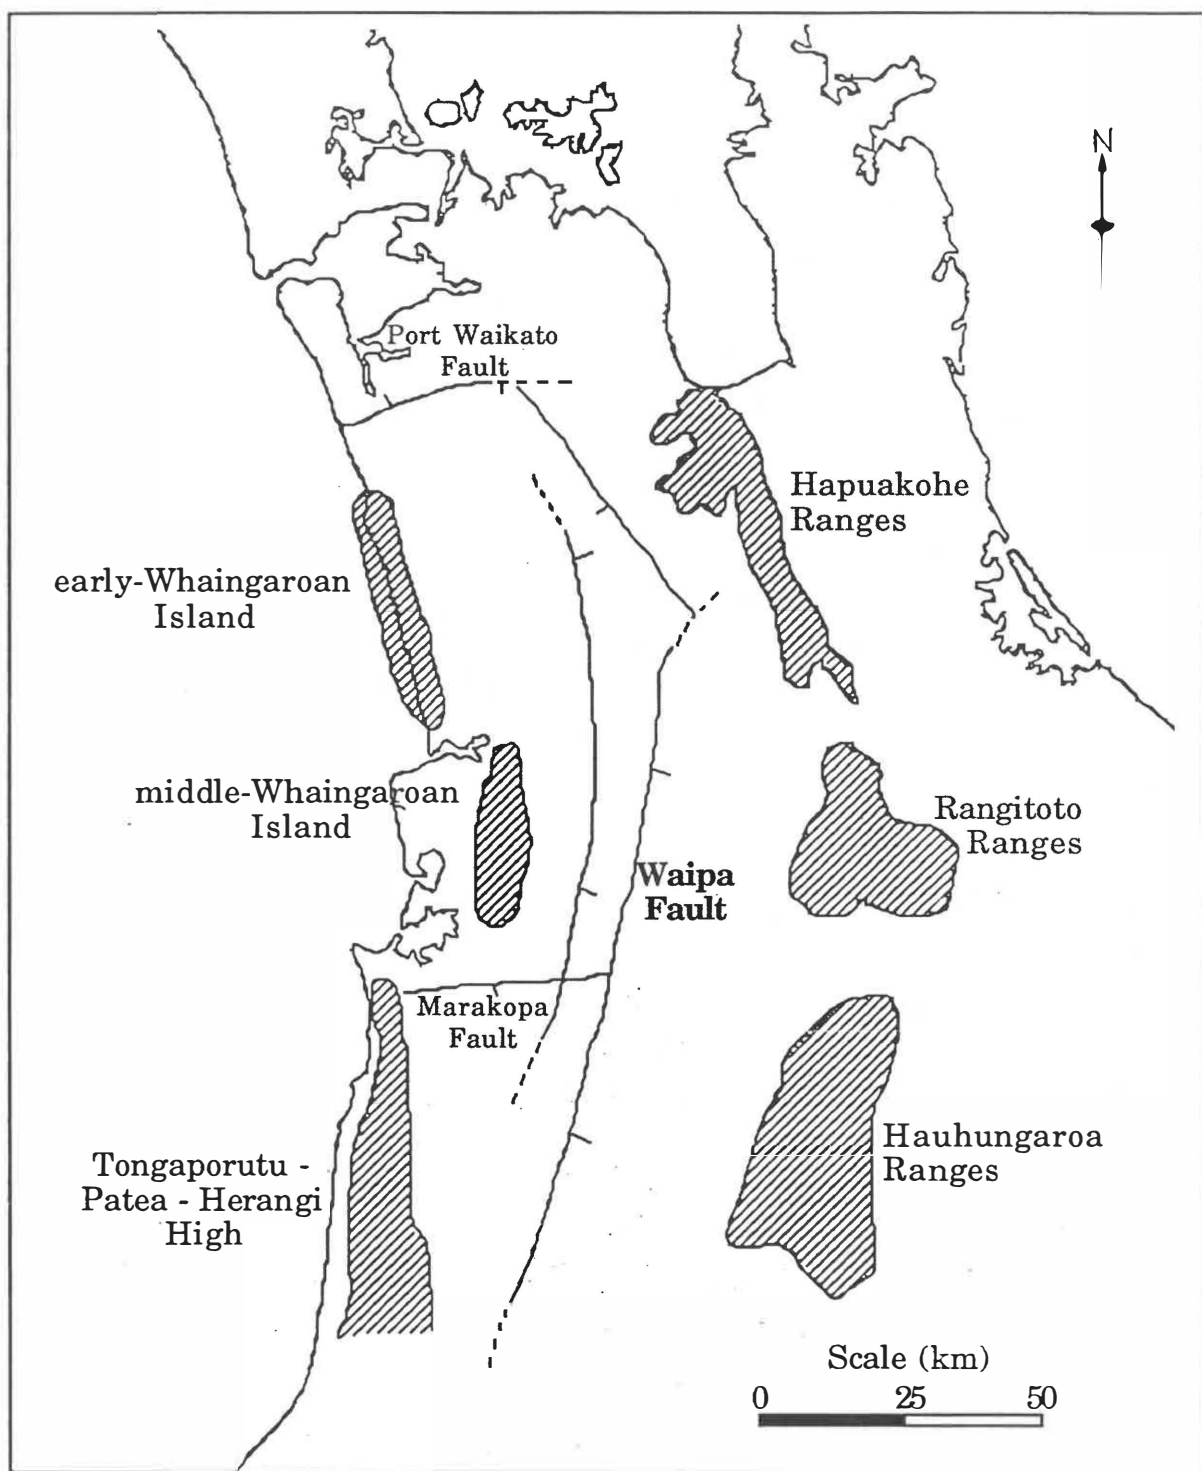 N
Port Waikato
Fault
Hapuakohe
Ranges
early-Whaingaroan
Island
middle-Whaingaroan
Island
Rangitoto
Ranges
Waipa
Fault
Marakopa
Fault
Hauhungaroa
Ranges
Tongaporutu -
Patea - Herangi
High
Scale (km)
0 25 50